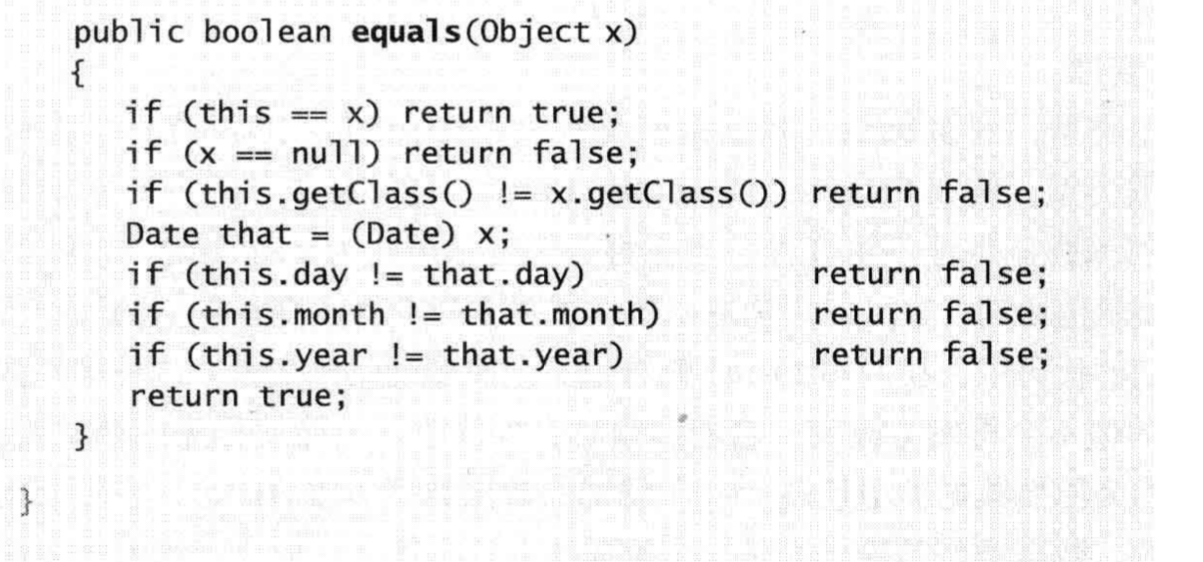 public boolean equals(Object x)
{
if (this == x) return true;
if (x == null) return false;
if (this.getClass() != x.getClass()) return false;
Date that = (Date) x;
if (this.day != that.day) return false;
if (this.month != that.month) return false;
if (this.year != that.year) return false;
return true;
}
}